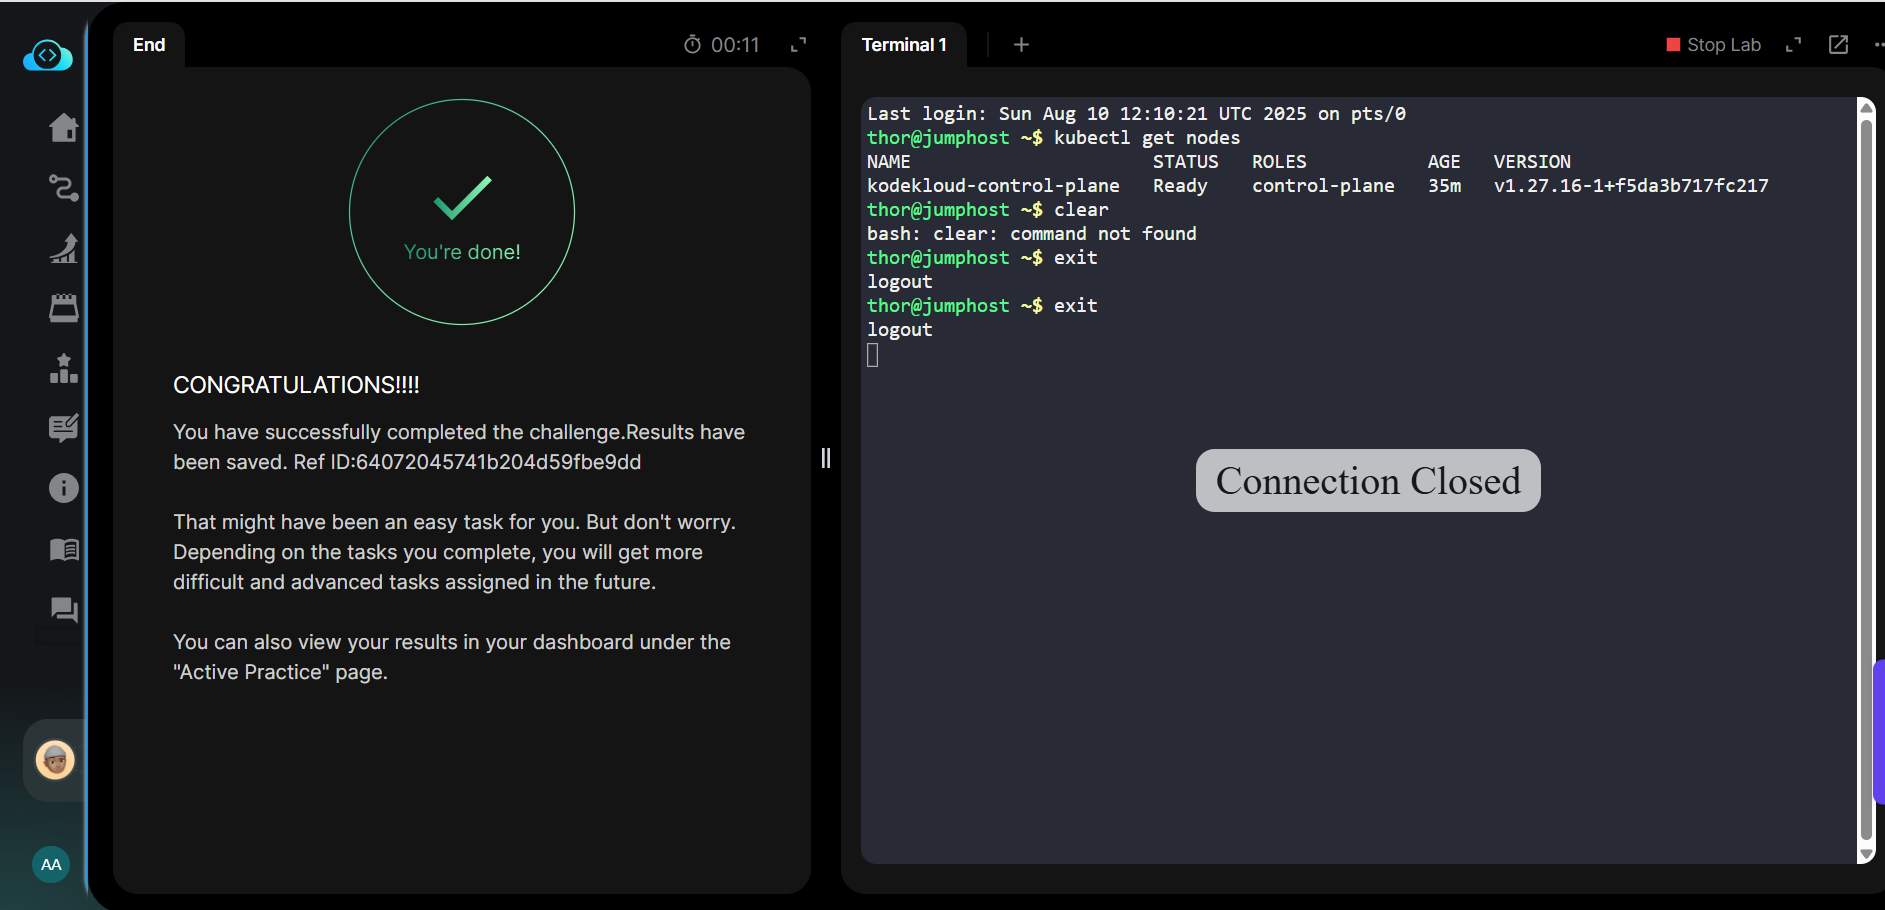 End
00:11
You're done!
CONGRATULATIONS!!!!
You have successfully completed the challenge.Results have
been saved. Ref ID:64072045741b204d59fbe9dd
That might have been an easy task for you. But don't worry.
Depending on the tasks you complete, you will get more
difficult and advanced tasks assigned in the future.
You can also view your results in your dashboard under the
"Active Practice" page.
AA
Terminal 1
Stop Lab
Last login: Sun Aug 10 12:10:21 UTC 2025 on pts/0
thor@jumphost ~$ kubectl get nodes
NAME STATUS ROLES AGE VERSION
kodekloud-control-plane Ready control-plane 35m v1.27.16-1+f5da3b717fc217
thor@jumphost ~$ clear
bash: clear: command not found
thor@jumphost ~$ exit
logout
thor@jumphost ~$ exit
logout
Connection Closed